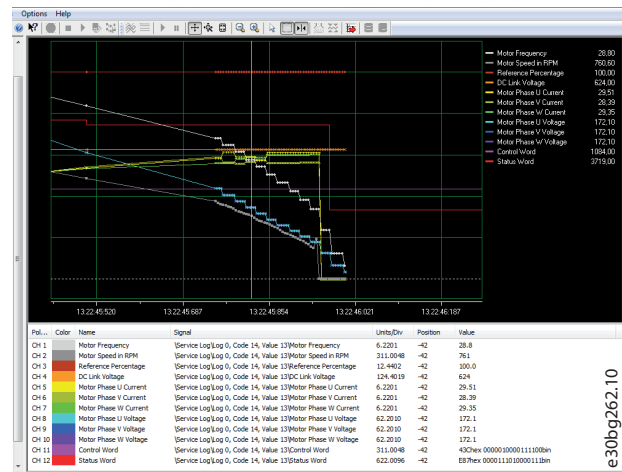 Options Help
Motor Frequency 28,80
Motor Speed in RPM 760,60
Reference Percentage 100,00
DC Link Voltage 624,00
Motor Phase U Current 29,51
Motor Phase V Current 28,39
Motor Phase W Current 29,35
Motor Phase U Voltage 172,10
Motor Phase V Voltage 172,10
Motor Phase W Voltage 172,10
Control Word 1084,00
Status Word 3719,00
13:22:45:520 13:22:45:687 13:22:45:854 13:22:46:021 13:22:46:187
Pol... Color Name Signal Units/Div Position Value
CH 1 Motor Frequency \Service Log\Log 0, Code 14, Value 13\Motor Frequency 6.2201 -42 28.8
CH 2 Motor Speed in RPM \Service Log\Log 0, Code 14, Value 13\Motor Speed in RPM 311.0048 -42 761
CH 3 Reference Percentage \Service Log\Log 0, Code 14, Value 13\Reference Percentage 12.4402 -42 100.0
CH 4 DC Link Voltage \Service Log\Log 0, Code 14, Value 13\DC Link Voltage 124.4019 -42 624
CH 5 Motor Phase U Current \Service Log\Log 0, Code 14, Value 13\Motor Phase U Current 6.2201 -42 29.51
CH 6 Motor Phase V Current \Service Log\Log 0, Code 14, Value 13\Motor Phase V Current 6.2201 -42 28.39
CH 7 Motor Phase W Current \Service Log\Log 0, Code 14, Value 13\Motor Phase W Current 6.2201 -42 29.35
CH 8 Motor Phase U Voltage \Service Log\Log 0, Code 14, Value 13\Motor Phase U Voltage 62.2010 -42 172.1
CH 9 Motor Phase V Voltage \Service Log\Log 0, Code 14, Value 13\Motor Phase V Voltage 62.2010 -42 172.1
CH 10 Motor Phase W Voltage \Service Log\Log 0, Code 14, Value 13\Motor Phase W Voltage 62.2010 -42 172.1
CH 11 Control Word \Service Log\Log 0, Code 14, Value 13\Control Word 311.0048 -42 43Chex 0000010000111100bin
CH 12 Status Word \Service Log\Log 0, Code 14, Value 13\Status Word 622.0096 -42 E87hex 0000111010000111bin
e30bg262.10